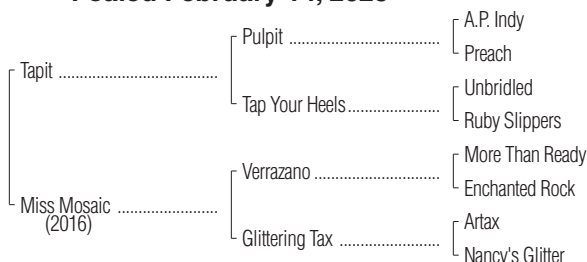 Foaled February 14, 2023
A.P. Indy
Pulpit
Preach
Tapit
Unbridled
Tap Your Heels
Ruby Slippers
More Than Ready
Verrazano
Enchanted Rock
Miss Mosaic
(2016)
Artax
Glittering Tax
Nancy's Glitter